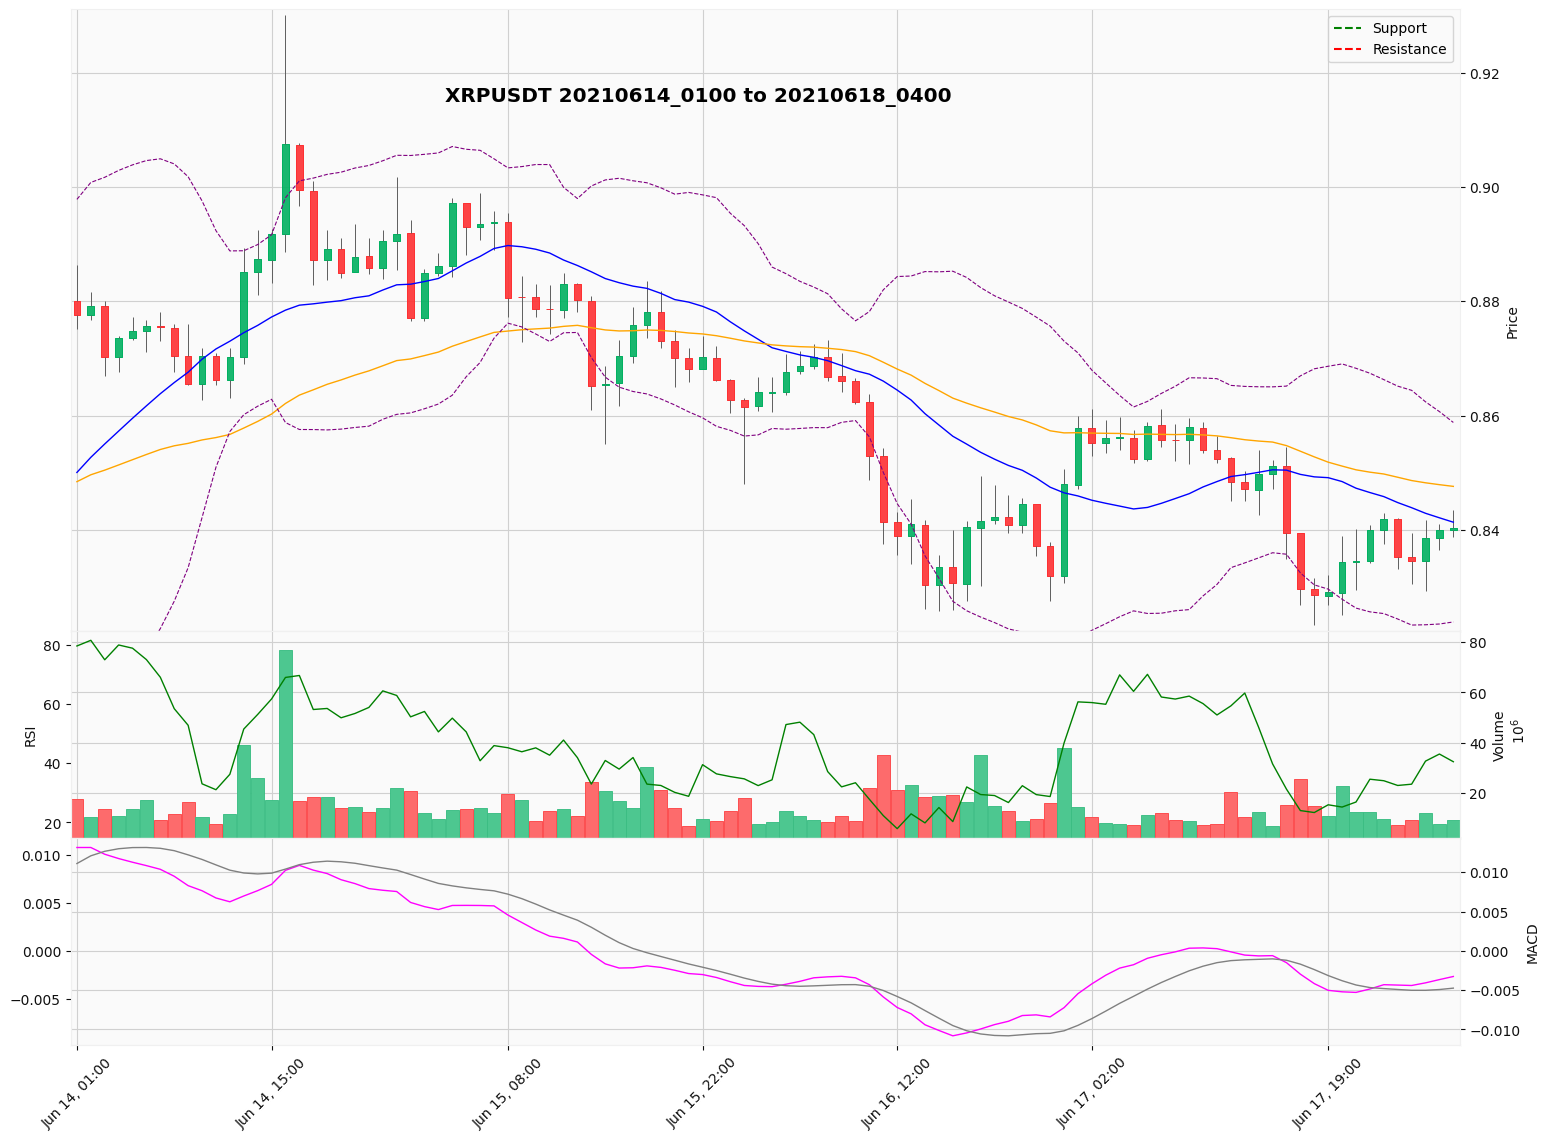 Support
Resistance
XRPUSDT 20210614_0100 to 20210618_0400
0.92
0.90
0.88
0.86
0.84
Price
80
60
40
20
RSI
80
60
40
20
Volume
10^6
0.010
0.005
0.000
−0.005
0.010
0.005
0.000
−0.005
−0.010
MACD
Jun 14, 01:00
Jun 14, 15:00
Jun 15, 08:00
Jun 15, 22:00
Jun 16, 12:00
Jun 17, 02:00
Jun 17, 19:00